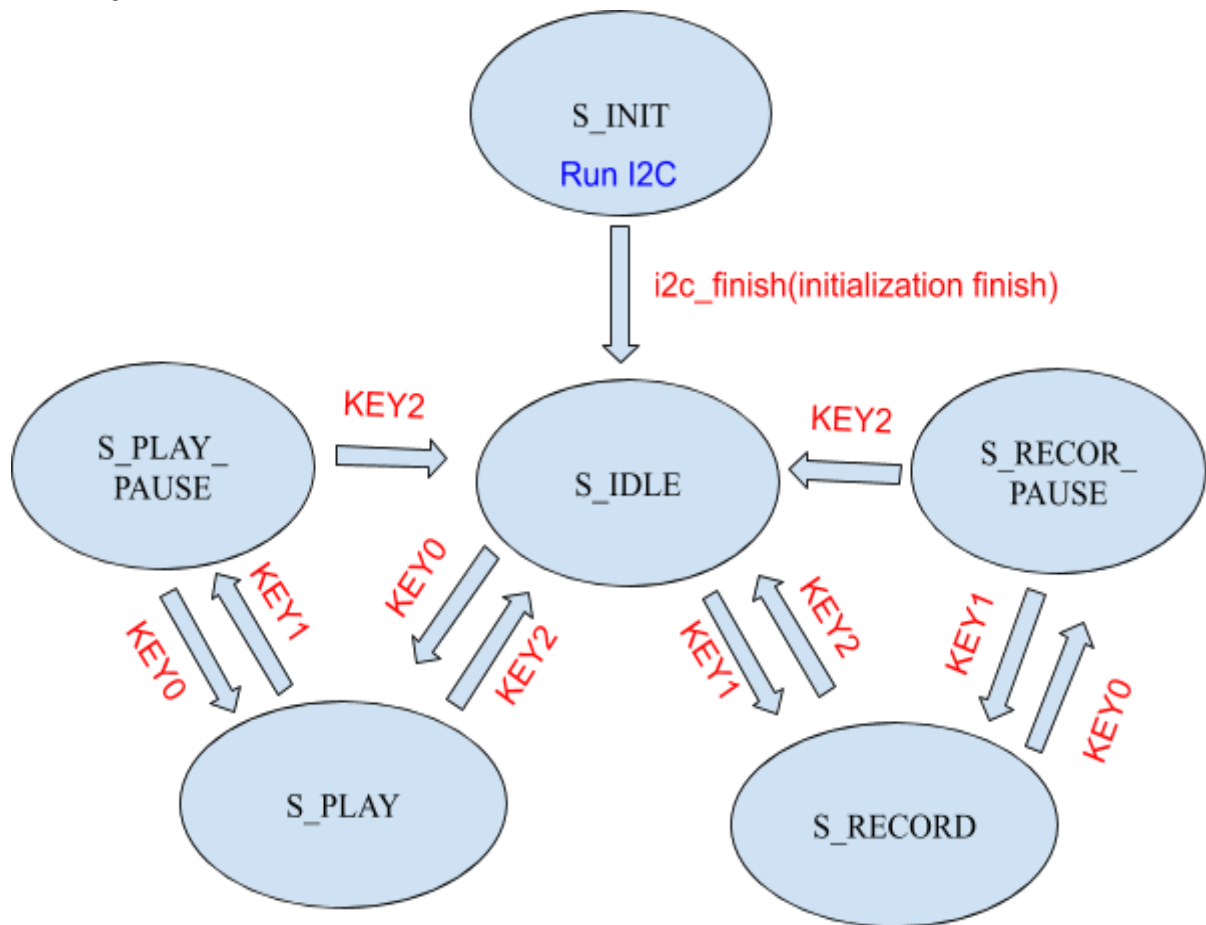 S_INIT
Run I2C
i2c_finish(initialization finish)
KEY2
KEY2
S_PLAY_
PAUSE
S_IDLE
S_RECOR_
PAUSE
KEY0
KEY1
KEY0
KEY2
KEY1
KEY2
KEY1
KEY0
S_PLAY
S_RECORD